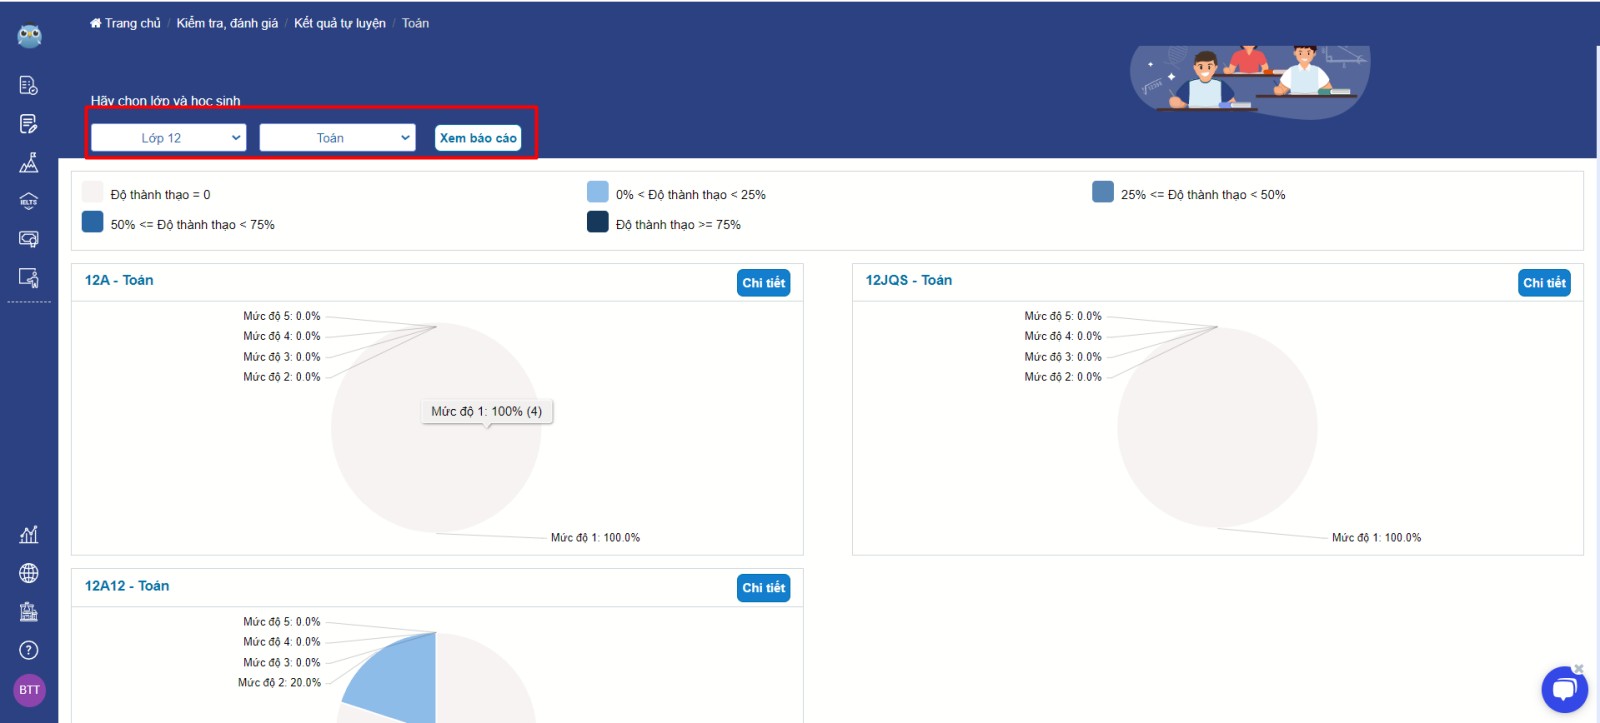 Trang chủ / Kiểm tra, đánh giá / Kết quả tự luyện / Toán
Hãy chọn lớp và học sinh
Lớp 12
Toán
Xem báo cáo
IELTS
Độ thành thạo = 0
0% < Độ thành thạo < 25%
25% <= Độ thành thạo < 50%
50% <= Độ thành thạo < 75%
Độ thành thạo >= 75%
12A - Toán
Chi tiết
Mức độ 5: 0.0%
Mức độ 4: 0.0%
Mức độ 3: 0.0%
Mức độ 2: 0.0%
Mức độ 1: 100% (4)
Mức độ 1: 100.0%
12JQS - Toán
Chi tiết
Mức độ 5: 0.0%
Mức độ 4: 0.0%
Mức độ 3: 0.0%
Mức độ 2: 0.0%
Mức độ 1: 100.0%
12A12 - Toán
Chi tiết
Mức độ 5: 0.0%
Mức độ 4: 0.0%
Mức độ 3: 0.0%
Mức độ 2: 20.0%
?
BTT